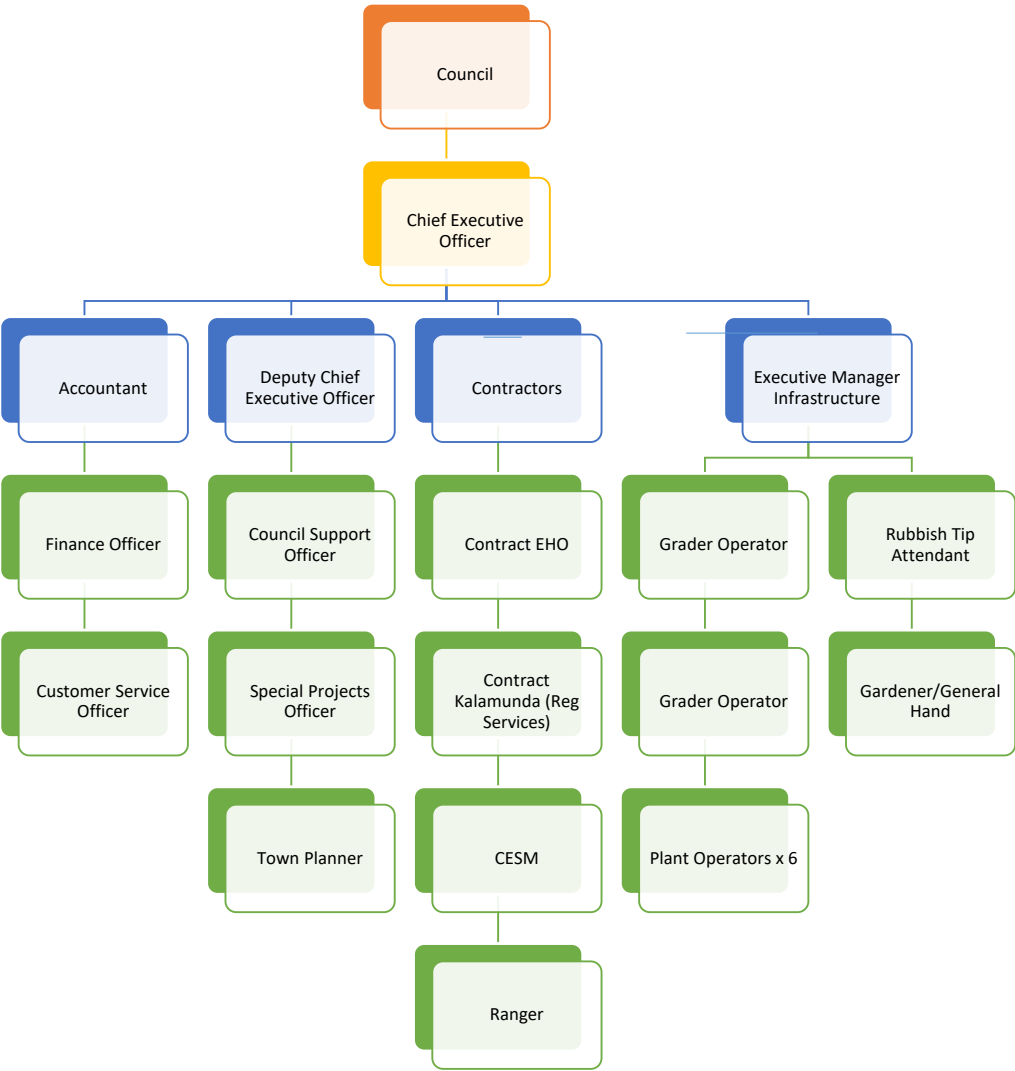 Council
Chief Executive
Officer
Accountant
Deputy Chief
Executive Officer
Contractors
Executive Manager
Infrastructure
Finance Officer
Council Support
Officer
Contract EHO
Grader Operator
Rubbish Tip
Attendant
Customer Service
Officer
Special Projects
Officer
Contract
Kalamunda (Reg
Services)
Grader Operator
Gardener/General
Hand
Town Planner
CESM
Plant Operators x 6
Ranger